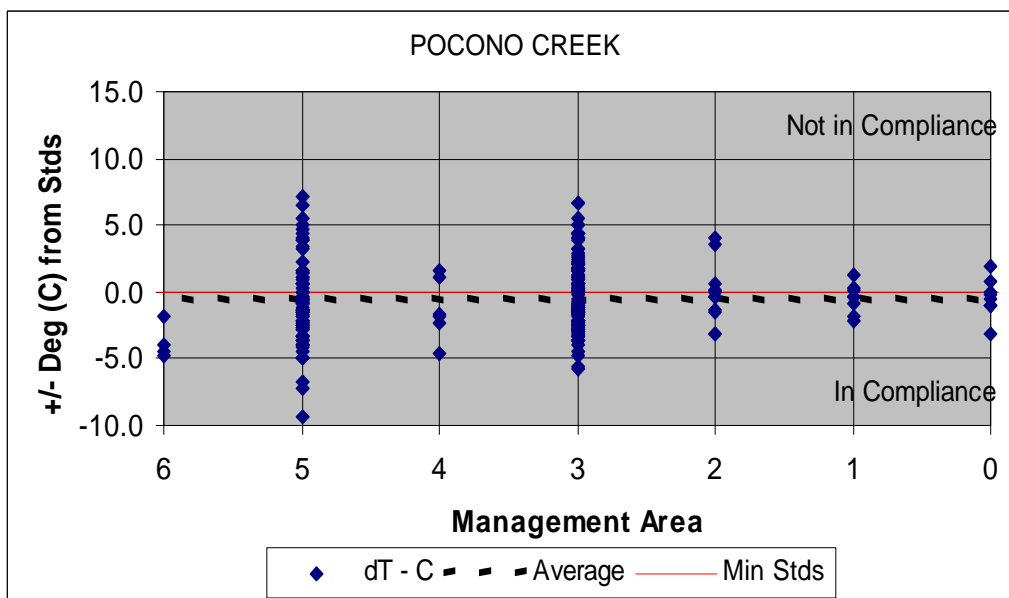 POCONO CREEK
15.0
Not in Compliance
10.0
5.0
0.0
-5.0
In Compliance
-10.0
+/- Deg (C) from Stds
6 5 4 3 2 1 0
Management Area
dT - C Average Min Stds